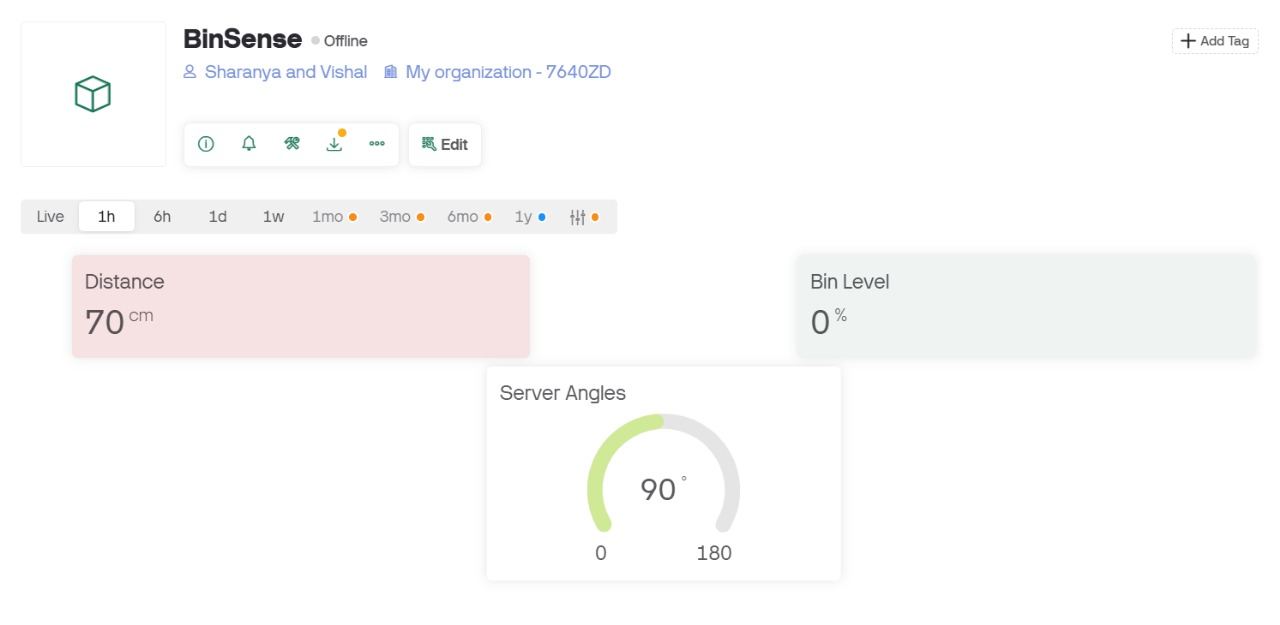 BinSense Offline
Add Tag
Sharanya and Vishal My organization - 7640ZD
Edit
Live 1h 6h 1d 1w 1mo 3mo 6mo 1y
Distance
70 cm
Bin Level
0 %
Server Angles
90 °
0 180